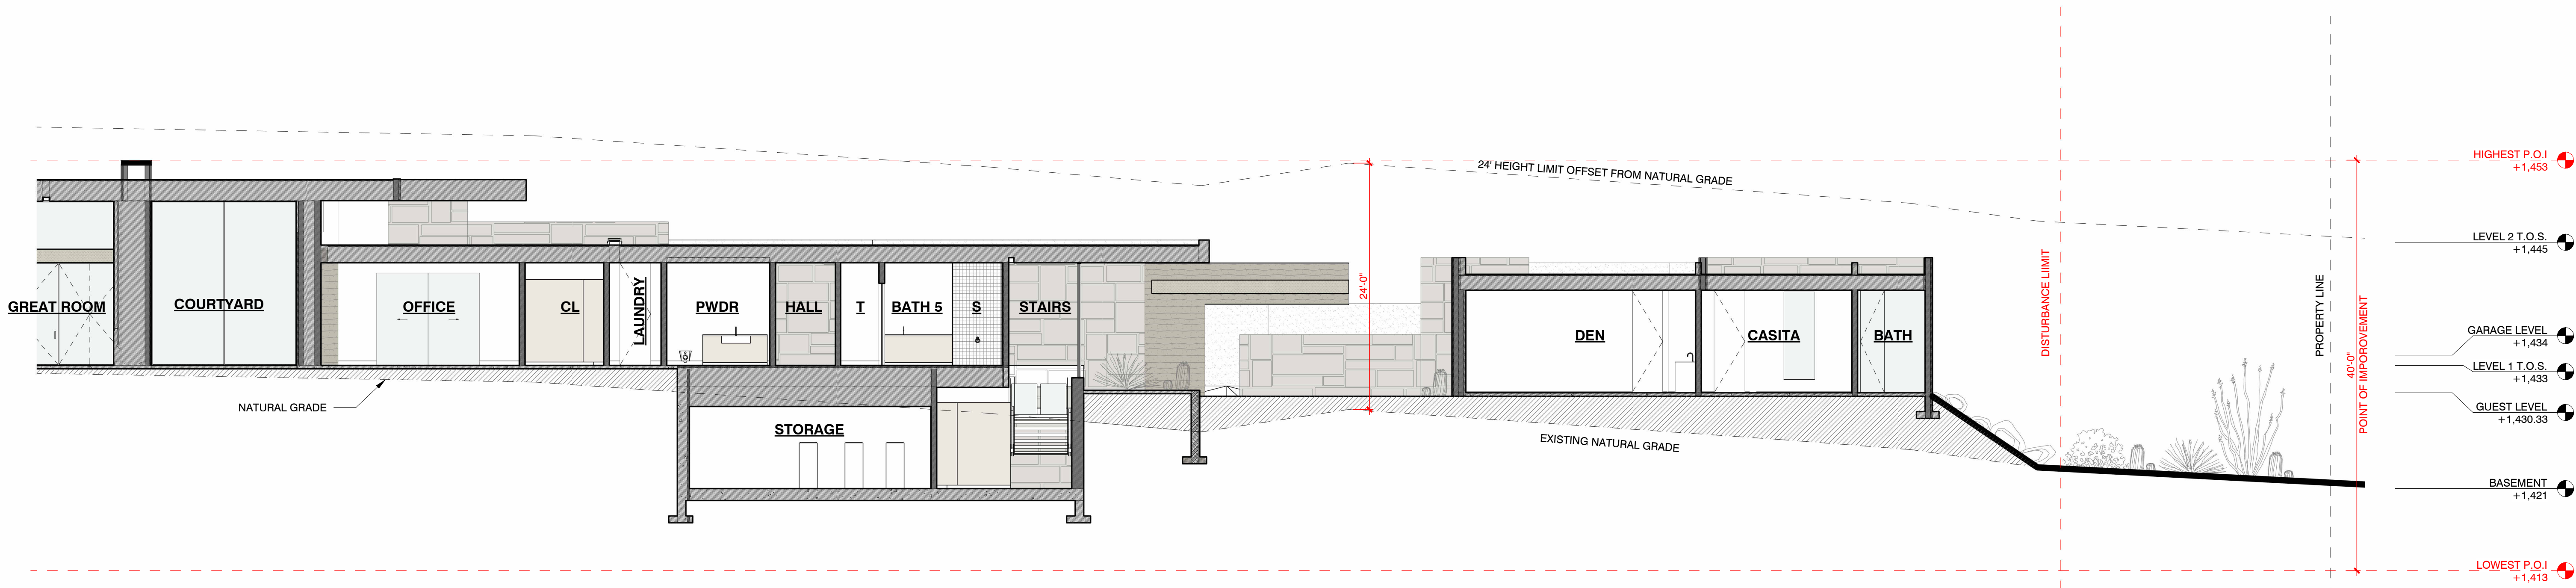 24' HEIGHT LIMIT OFFSET FROM NATURAL GRADE
HIGHEST P.O.I
+1,453
LEVEL 2 T.O.S.
+1,445
GREAT ROOM
COURTYARD
OFFICE
CL
LAUNDRY
PWDR
HALL
T
BATH 5
S
STAIRS
24'-0"
DEN
CASITA
BATH
DISTURBANCE LIIMIT
PROPERTY LINE
40'-0"
POINT OF IMPOROVEMENT
GARAGE LEVEL
+1,434
LEVEL 1 T.O.S.
+1,433
GUEST LEVEL
+1,430.33
NATURAL GRADE
STORAGE
EXISTING NATURAL GRADE
BASEMENT
+1,421
LOWEST P.O.I
+1,413